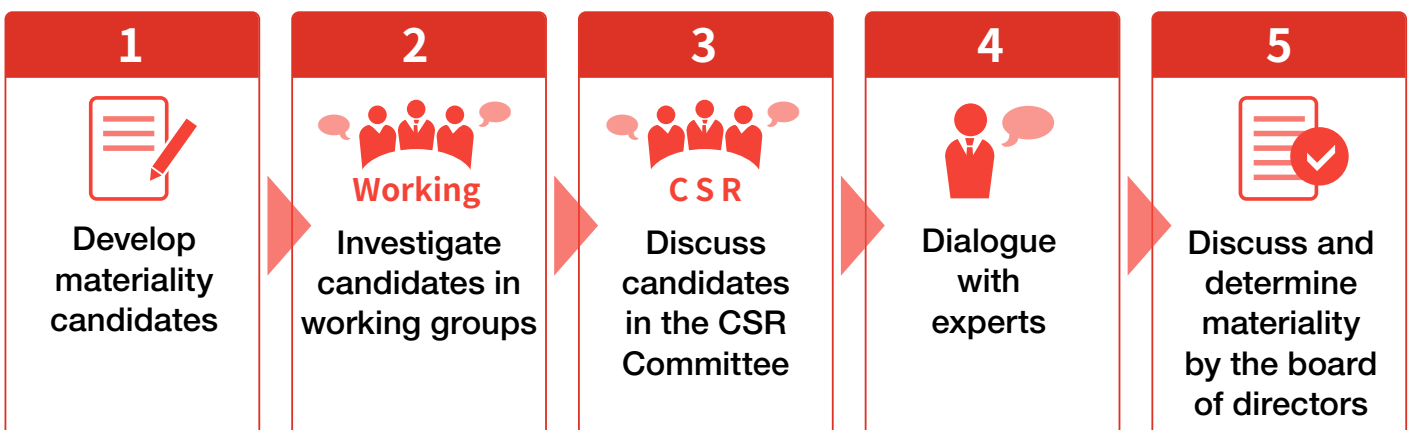 1
Develop
materiality
candidates
2
Working
Investigate
candidates in
working groups
3
CSR
Discuss
candidates
in the CSR
Committee
4
Dialogue
with
experts
5
Discuss and
determine
materiality
by the board
of directors